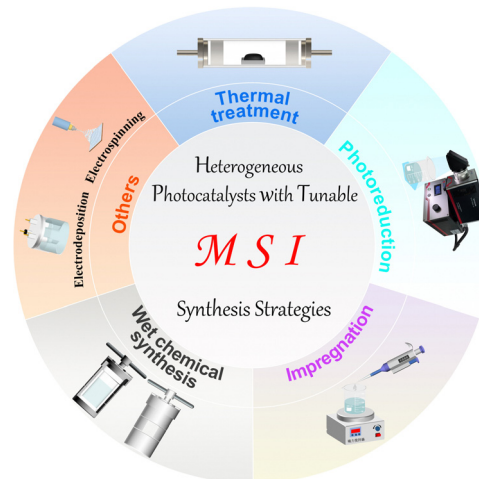 Thermal
treatment
Photoreduction
Impregnation
Wet chemical
synthesis
Others
Electrospinning
Electrodeposition
Heterogeneous
Photocatalysts with Tunable
M S I
Synthesis Strategies